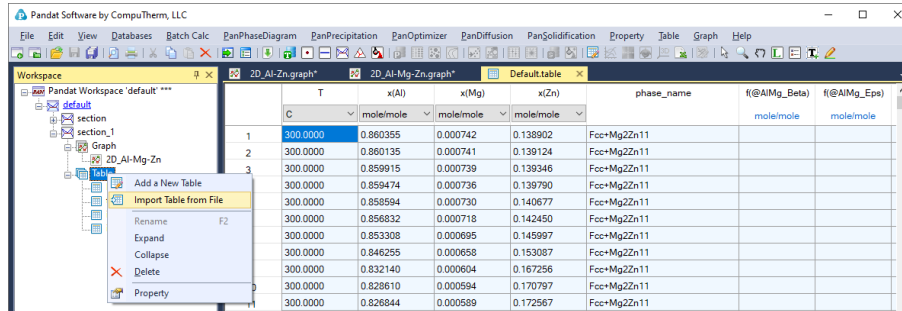 Pandat Software by CompuTherm, LLC
File Edit View Databases Batch Calc PanPhaseDiagram PanPrecipitation PanOptimizer PanDiffusion PanSolidification Property Table Graph Help
Workspace
2D_Al-Zn.graph* 2D_Al-Mg-Zn.graph* Default.table
Pandat Workspace 'default' ***
default
section
section_1
Graph
2D_Al-Mg-Zn
Table
Add a New Table
Import Table from File
Rename F2
Expand
Collapse
Delete
Property
T x(Al) x(Mg) x(Zn) phase_name f(@AlMg_Beta) f(@AlMg_Eps)
C mole/mole mole/mole mole/mole mole/mole mole/mole
1 300.0000 0.860355 0.000742 0.138902 Fcc+Mg2Zn11
2 300.0000 0.860135 0.000741 0.139124 Fcc+Mg2Zn11
3 300.0000 0.859915 0.000739 0.139346 Fcc+Mg2Zn11
300.0000 0.859474 0.000736 0.139790 Fcc+Mg2Zn11
300.0000 0.858594 0.000730 0.140677 Fcc+Mg2Zn11
300.0000 0.856832 0.000718 0.142450 Fcc+Mg2Zn11
300.0000 0.853308 0.000695 0.145997 Fcc+Mg2Zn11
300.0000 0.846255 0.000658 0.153087 Fcc+Mg2Zn11
300.0000 0.832140 0.000604 0.167256 Fcc+Mg2Zn11
300.0000 0.828610 0.000594 0.170797 Fcc+Mg2Zn11
300.0000 0.826844 0.000589 0.172567 Fcc+Mg2Zn11